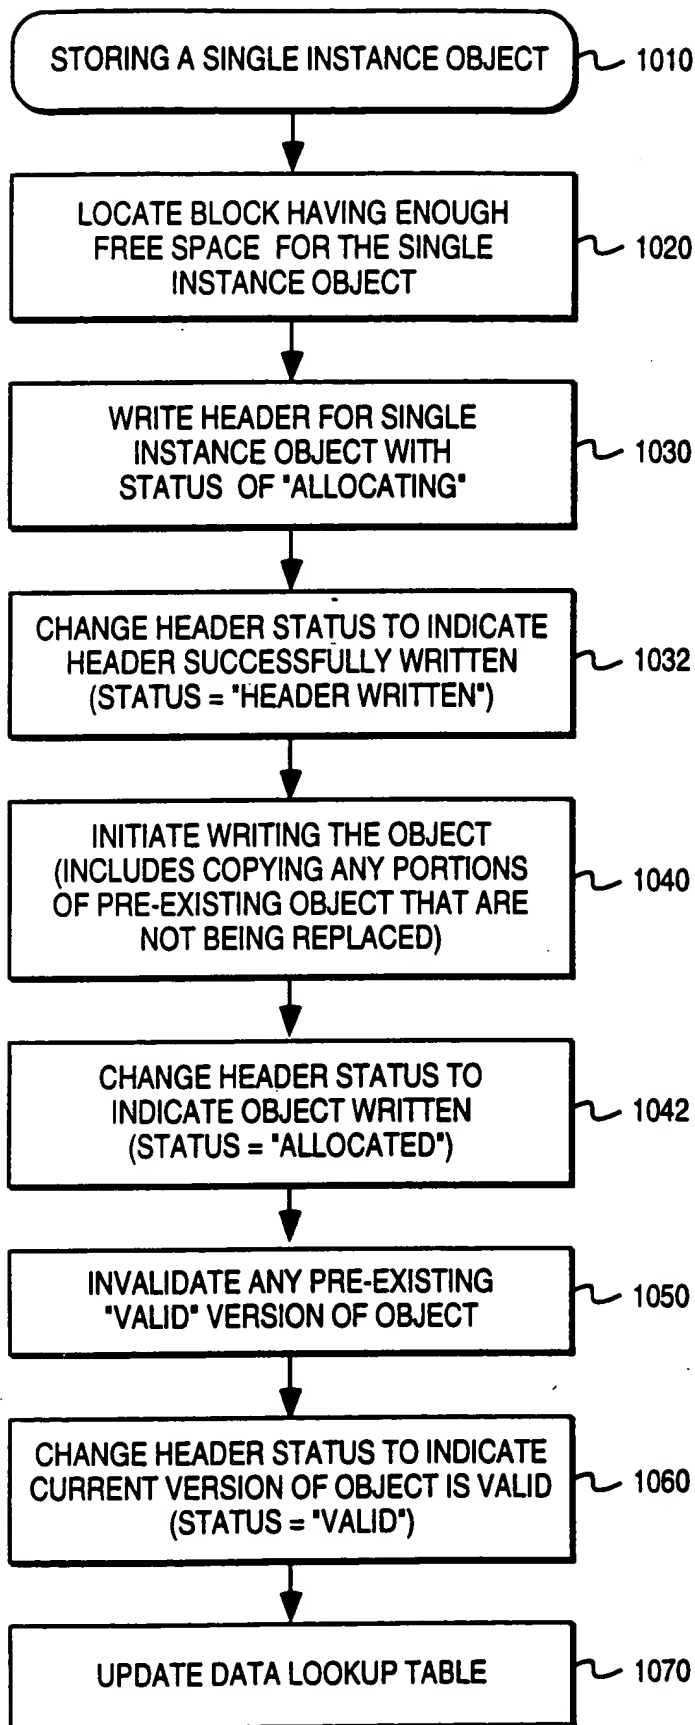 STORING A SINGLE INSTANCE OBJECT
1010
LOCATE BLOCK HAVING ENOUGH
FREE SPACE FOR THE SINGLE
INSTANCE OBJECT
1020
WRITE HEADER FOR SINGLE
INSTANCE OBJECT WITH
STATUS OF "ALLOCATING"
1030
CHANGE HEADER STATUS TO INDICATE
HEADER SUCCESSFULLY WRITTEN
(STATUS = "HEADER WRITTEN")
1032
INITIATE WRITING THE OBJECT
(INCLUDES COPYING ANY PORTIONS
OF PRE-EXISTING OBJECT THAT ARE
NOT BEING REPLACED)
1040
CHANGE HEADER STATUS TO
INDICATE OBJECT WRITTEN
(STATUS = "ALLOCATED")
1042
INVALIDATE ANY PRE-EXISTING
"VALID" VERSION OF OBJECT
1050
CHANGE HEADER STATUS TO INDICATE
CURRENT VERSION OF OBJECT IS VALID
(STATUS = "VALID")
1060
UPDATE DATA LOOKUP TABLE
1070